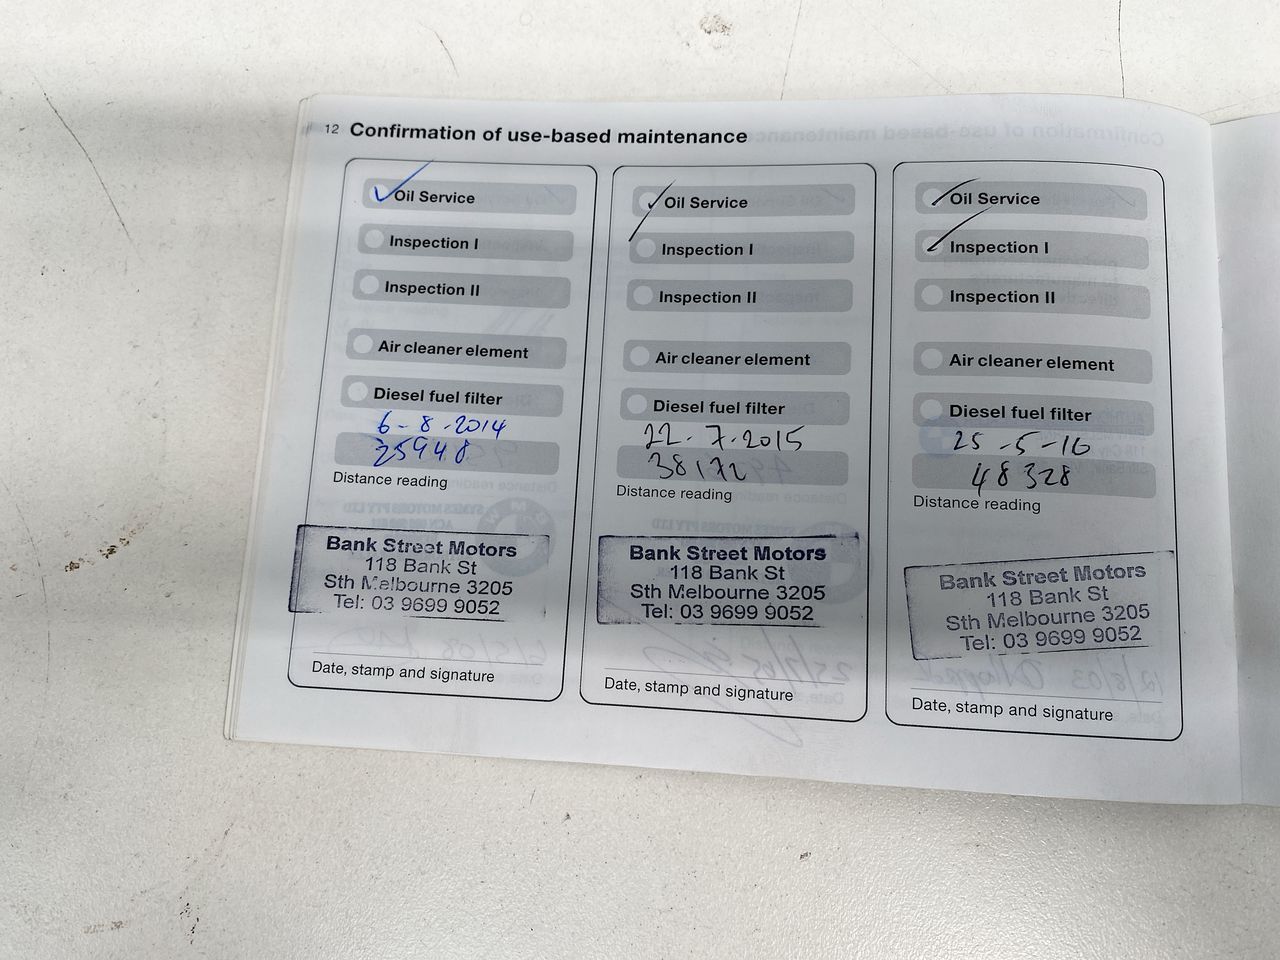 12 Confirmation of use-based maintenance
Oil Service
Inspection I
Inspection II
Air cleaner element
Diesel fuel filter
6-8-2014
25948
Distance reading
Bank Street Motors
118 Bank St
Sth Melbourne 3205
Tel: 03 9699 9052
Date, stamp and signature
Oil Service
Inspection I
Inspection II
Air cleaner element
Diesel fuel filter
22.7.2015
38172
Distance reading
Bank Street Motors
118 Bank St
Sth Melbourne 3205
Tel: 03 9699 9052
Date, stamp and signature
Oil Service
Inspection I
Inspection II
Air cleaner element
Diesel fuel filter
25-5-16
48328
Distance reading
Bank Street Motors
118 Bank St
Sth Melbourne 3205
Tel: 03 9699 9052
Date, stamp and signature